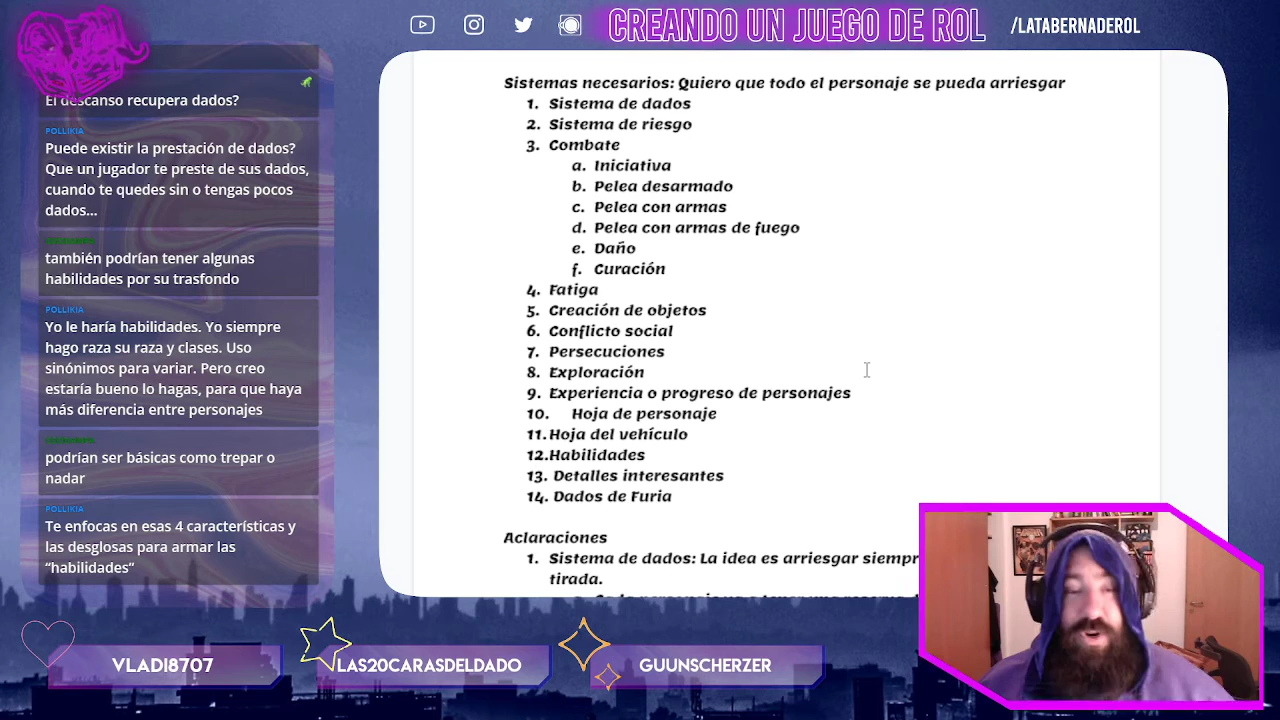 CREANDO UN JUEGO DE ROL
/LATABERNADEROL
El descanso recupera dados?
POLLIKIA
Puede existir la prestación de dados?
Que un jugador te preste de sus dados,
cuando te quedes sin o tengas pocos
dados...
también podrían tener algunas
habilidades por su trasfondo
POLLIKIA
Yo le haría habilidades. Yo siempre
hago raza su raza y clases. Uso
sinónimos para variar. Pero creo
estaría bueno lo hagas, para que haya
más diferencia entre personajes
podrían ser básicas como trepar o
nadar
POLLIKIA
Te enfocas en esas 4 características y
las desglosas para armar las
“habilidades”
Sistemas necesarios: Quiero que todo el personaje se pueda arriesgar
1. Sistema de dados
2. Sistema de riesgo
3. Combate
a. Iniciativa
b. Pelea desarmado
c. Pelea con armas
d. Pelea con armas de fuego
e. Daño
f. Curación
4. Fatiga
5. Creación de objetos
6. Conflicto social
7. Persecuciones
8. Exploración
9. Experiencia o progreso de personajes
10. Hoja de personaje
11. Hoja del vehículo
12. Habilidades
13. Detalles interesantes
14. Dados de Furia
Aclaraciones
1. Sistema de dados: La idea es arriesgar siempr
tirada.
VLADI8707
LAS20CARASDELDADO
GUUNSCHERZER